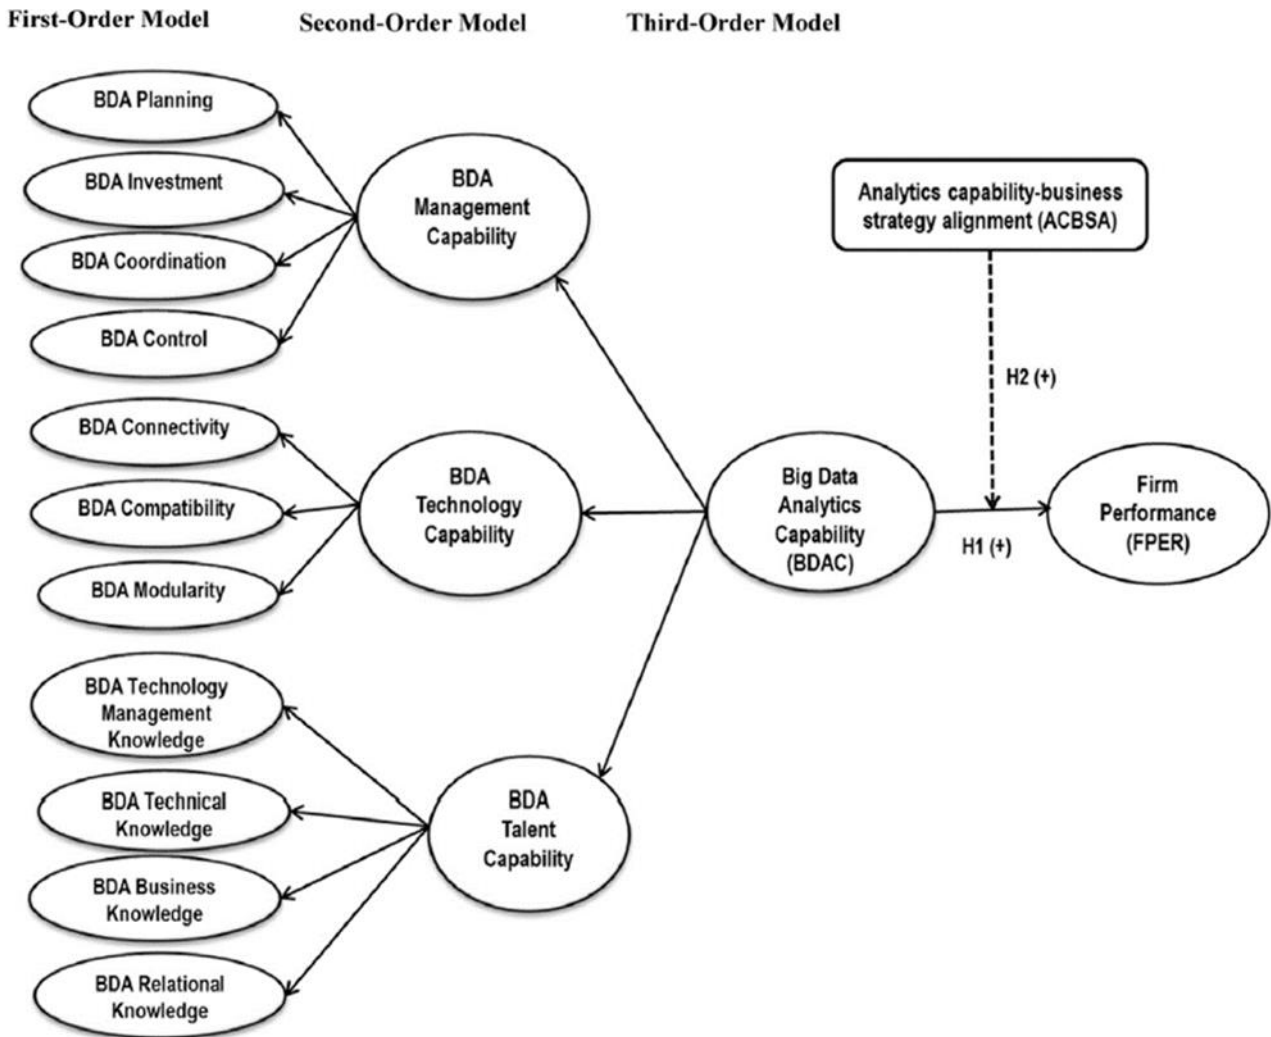 First-Order Model
Second-Order Model
Third-Order Model
BDA Planning
BDA Investment
BDA Coordination
BDA Control
BDA Connectivity
BDA Compatibility
BDA Modularity
BDA Technology
Management
Knowledge
BDA Technical
Knowledge
BDA Business
Knowledge
BDA Relational
Knowledge
BDA
Management
Capability
BDA
Technology
Capability
BDA
Talent
Capability
Big Data
Analytics
Capability
(BDAC)
Analytics capability-business
strategy alignment (ACBSA)
H2 (+)
H1 (+)
Firm
Performance
(FPER)